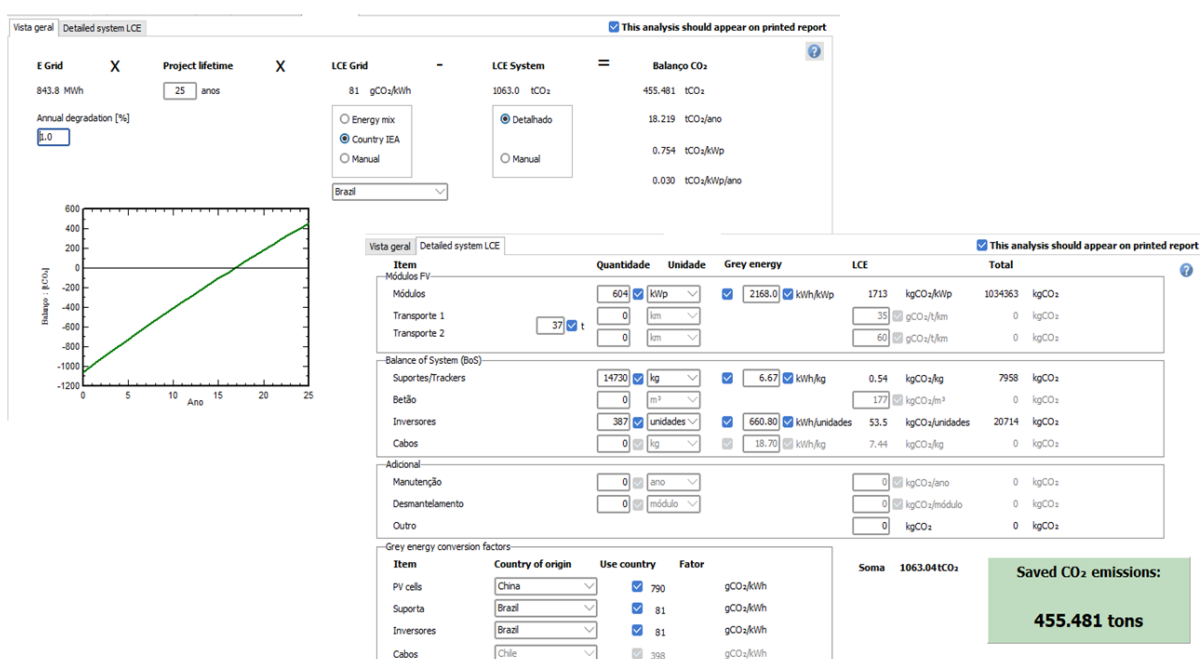 Vista geral Detailed system LCE This analysis should appear on printed report
E Grid X Project lifetime X LCE Grid - LCE System = Balanço CO₂
843.8 MWh 25 anos 81 gCO₂/kWh 1063.0 tCO₂ 455.481 tCO₂
Annual degradation [%] Energy mix Detalhado 18.219 tCO₂/ano
1.0 Country IEA
Manual Manual 0.754 tCO₂/kWp
0.030 tCO₂/kWp/ano
Brazil
600
400
200
0
-200
-400
-600
-800
-1000
-1200
Balanço : [tCO₂]
0 5 10 15 20 25
Ano
Vista geral Detailed system LCE This analysis should appear on printed report
Item Quantidade Unidade Grey energy LCE Total
Módulos FV
Módulos 604 kWp 2168.0 kWh/kWp 1713 kgCO₂/kWp 1034363 kgCO₂
Transporte 1 0 km 35 gCO₂/t/km 0 kgCO₂
37 t
Transporte 2 0 km 60 gCO₂/t/km 0 kgCO₂
Balance of System (BoS)
Suportes/Trackers 14730 kg 6.67 kWh/kg 0.54 kgCO₂/kg 7958 kgCO₂
Betão 0 m³ 177 kgCO₂/m³ 0 kgCO₂
Inversores 387 unidades 660.80 kWh/unidades 53.5 kgCO₂/unidades 20714 kgCO₂
Cabos 0 kg 18.70 kWh/kg 7.44 kgCO₂/kg 0 kgCO₂
Adicional
Manutenção 0 ano 0 kgCO₂/ano 0 kgCO₂
Desmantelamento 0 módulo 0 kgCO₂/módulo 0 kgCO₂
Outro 0 kgCO₂ 0 kgCO₂
Grey energy conversion factors
Item Country of origin Use country Fator
PV cells China 790 gCO₂/kWh
Suporta Brazil 81 gCO₂/kWh
Inversores Brazil 81 gCO₂/kWh
Cabos Chile 398 gCO₂/kWh
Soma 1063.04tCO₂
Saved CO₂ emissions:
455.481 tons